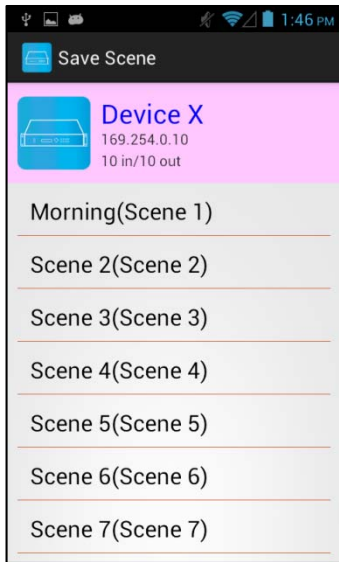 1:46 PM
Save Scene
Device X
169.254.0.10
10 in/10 out
Morning(Scene 1)
Scene 2(Scene 2)
Scene 3(Scene 3)
Scene 4(Scene 4)
Scene 5(Scene 5)
Scene 6(Scene 6)
Scene 7(Scene 7)